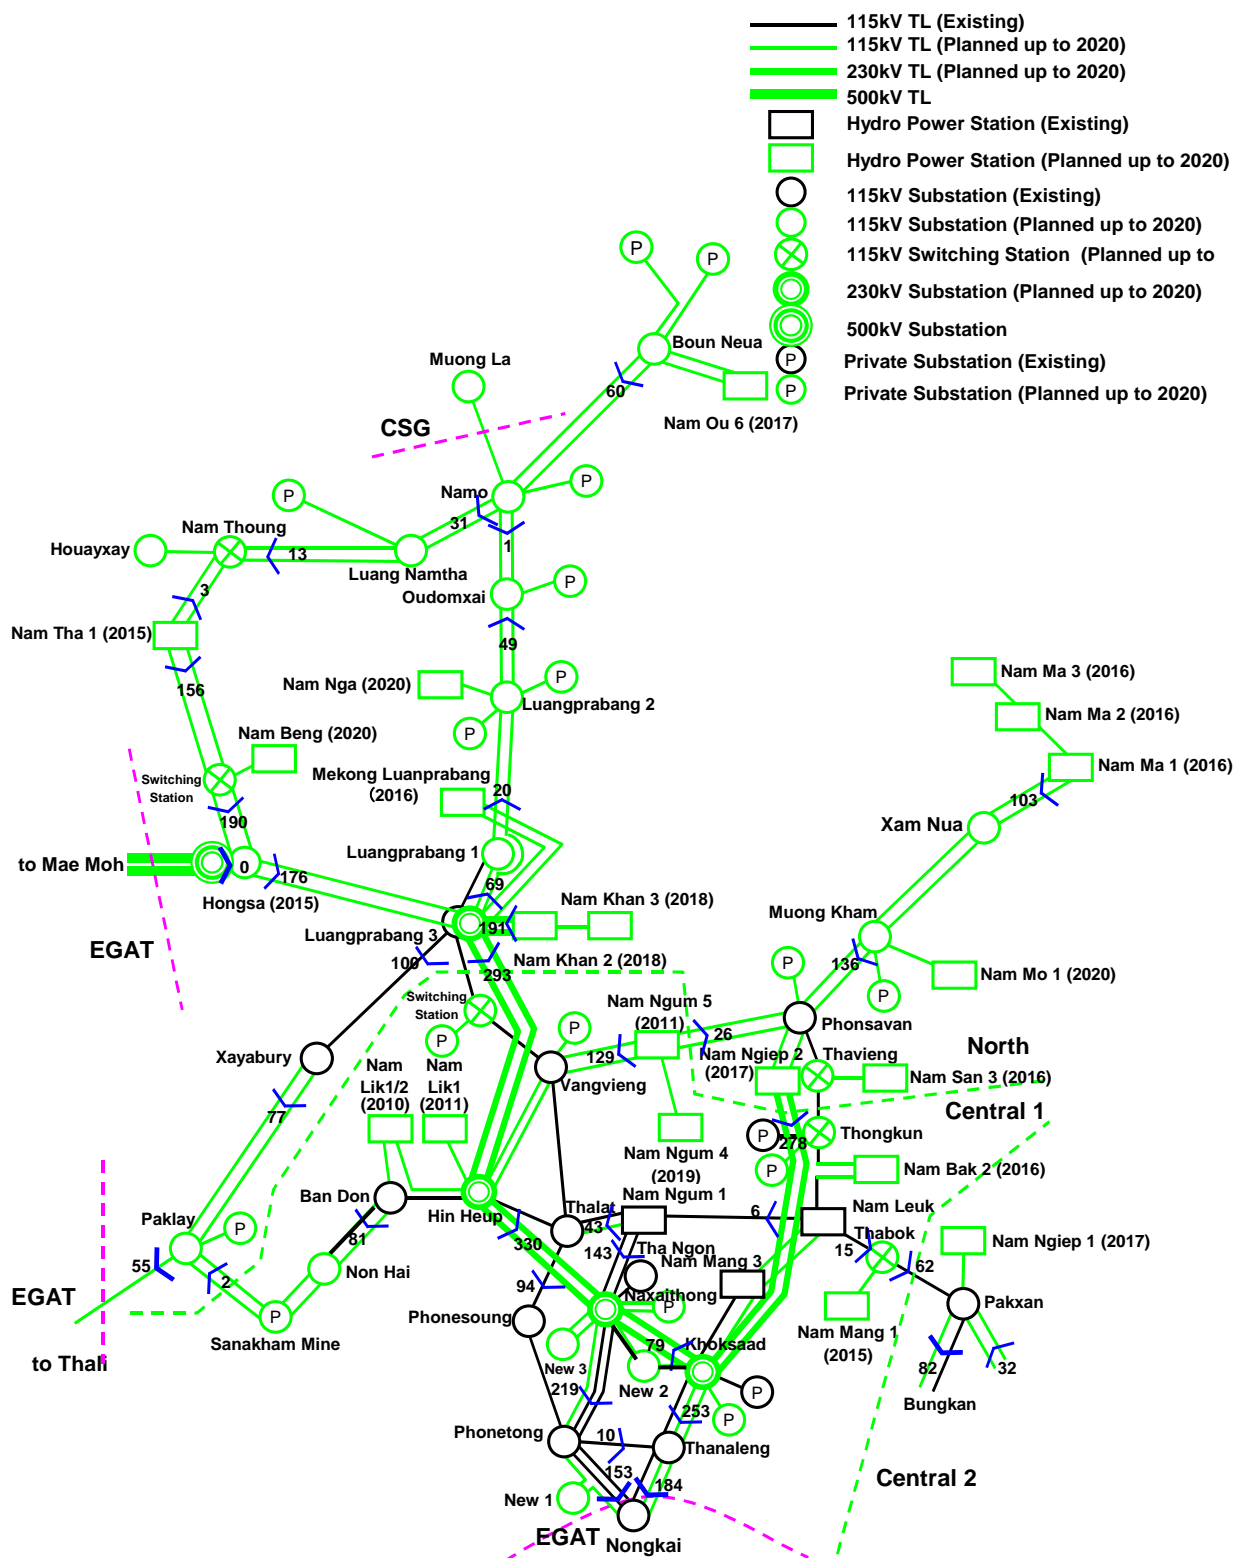 115kV TL (Existing)
115kV TL (Planned up to 2020)
230kV TL (Planned up to 2020)
500kV TL
Hydro Power Station (Existing)
Hydro Power Station (Planned up to 2020)
115kV Substation (Existing)
115kV Substation (Planned up to 2020)
115kV Switching Station (Planned up to
230kV Substation (Planned up to 2020)
500kV Substation
P Private Substation (Existing)
P Private Substation (Planned up to 2020)
P
P
Boun Neua
Muong La
60
Nam Ou 6 (2017)
CSG
Namo
P
P
31
Nam Thoung
Houayxay
13
1
Luang Namtha
Oudomxai
P
3
Nam Tha 1 (2015)
49
156
Nam Nga (2020)
P
Luangprabang 2
P
Nam Ma 3 (2016)
Nam Ma 2 (2016)
Nam Beng (2020)
Nam Ma 1 (2016)
Switching
Station
Mekong Luanprabang
(2016)
20
103
190
Xam Nua
Luangprabang 1
to Mae Moh
0
176
69
Hongsa (2015)
Nam Khan 3 (2018)
Muong Kham
191
Luangprabang 3
EGAT
100
Nam Khan 2 (2018)
293
136
P
Nam Mo 1 (2020)
P
Switching
Station
P
Nam Ngum 5
(2011)
P
26
Phonsavan
129
Xayabury
Nam
Lik1/2
(2010)
Nam
Lik1
(2011)
Vangvieng
Nam Ngiep 2
(2017)
Thavieng
North
Nam San 3 (2016)
Central 1
77
P
278
Thongkun
Nam Ngum 4
(2019)
P
Nam Bak 2 (2016)
Ban Don
Hin Heup
Thalat
Nam Ngum 1
6
Nam Leuk
Paklay
P
43
Thabok
330
143
81
15
Nam Ngiep 1 (2017)
55
Tha Ngon
Nam Mang 3
62
Non Hai
2
94
EGAT
Naxaithong
P
Pakxan
P
Phonesoung
Sanakham Mine
79
Khoksaad
Nam Mang 1
(2015)
to Thali
New 3
New 2
82
32
219
P
Bungkan
253
P
Phonetong
10
Thanaleng
153
184
Central 2
New 1
EGAT
Nongkai